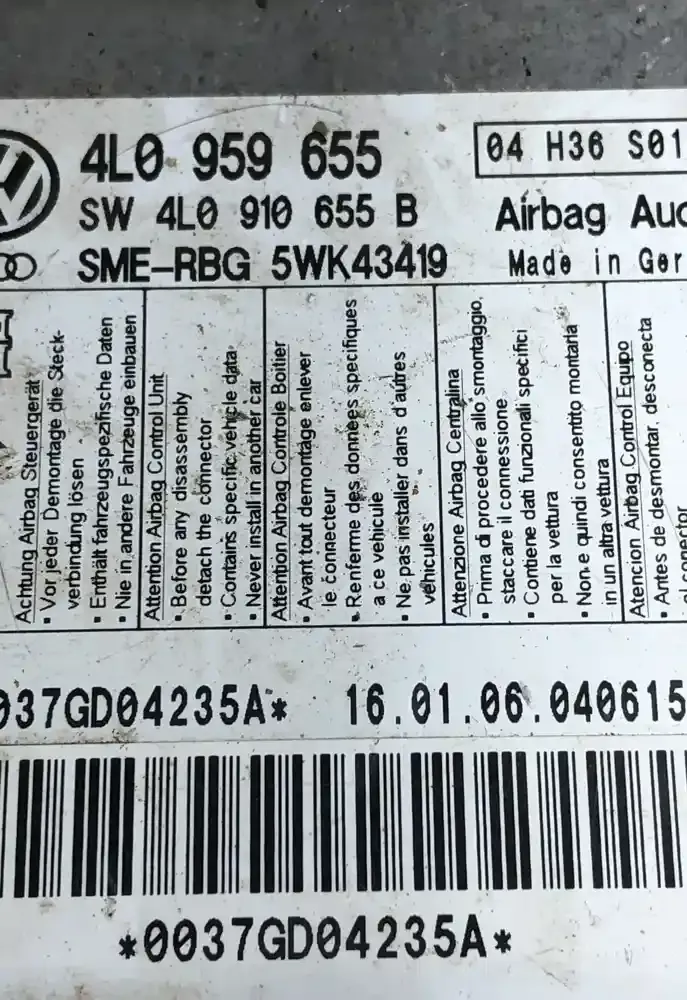 4L0 959 655
04 H36 S01
SW 4L0 910 655 B
Airbag
SME-RBG 5WK43419
Made in
Achtung Airbag Steuergerät
• Vor jeder Demontage die Steck-
verbindung lösen
• Enthält fahrzeugspezifische Daten
• Nie in andere Fahrzeuge einbauen
Attention Airbag Control Unit
• Before any disassembly
detach the connector
• Contains specific vehicle data
• Never install in another car
Attention Airbag Controle Boitier
• Avant tout demontage enlever
le connecteur
• Renferme des données specifiques
a ce vehicule
• Ne pas installer dans d'autres
vehicules
Attenzione Airbag Centralina
• Prima di procedere allo smontaggio
staccare il connessione
• Contiene dati funzionali specifici
per la vettura
• Non e quindi consentito montarla
in un altra vettura
Atencion Airbag Control Equipo
• Antes de desmontar, desconecta
al conector
037GD04235A* 16.01.06.040615
*0037GD04235A*